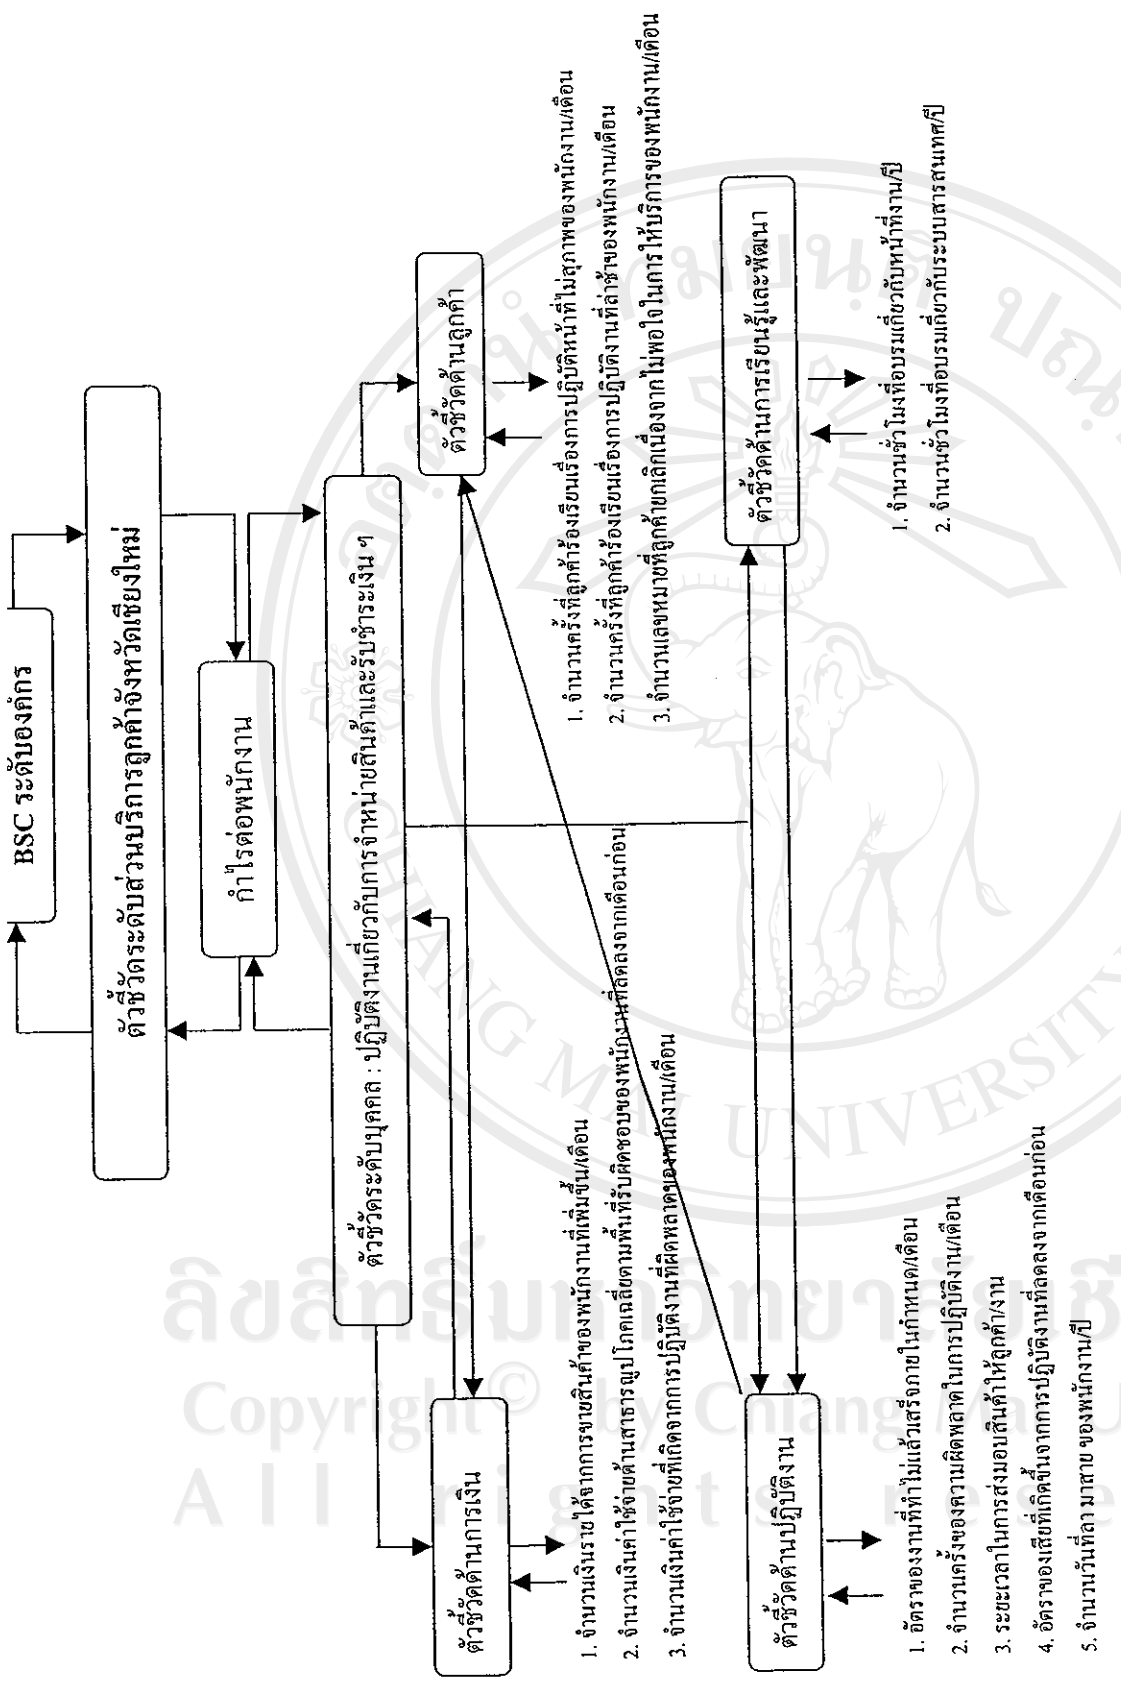 BSC ระดับองค์กร
ตัวชี้วัดระดับส่วนบริการลูกค้าจังหวัดเชียงใหม่
กำไรต่อพนักงาน
ตัวชี้วัดระดับบุคคล : ปฏิบัติงานเกี่ยวกับการจำหน่ายสินค้าและรับชำระเงิน ฯ
ตัวชี้วัดด้านการเงิน
1. จำนวนเงินรายได้จากการขายสินค้าของพนักงานที่เพิ่มขึ้น/เดือน
2. จำนวนเงินค่าใช้จ่ายด้านสาธารณูปโภคเฉลี่ยตามพื้นที่รับผิดชอบของพนักงานที่ลดลงจากเดือนก่อน
3. จำนวนเงินค่าใช้จ่ายที่เกิดจากการปฏิบัติงานที่ผิดพลาดของพนักงาน/เดือน
ตัวชี้วัดด้านลูกค้า
1. จำนวนครั้งที่ลูกค้าร้องเรียนเรื่องการปฏิบัติหน้าที่ไม่สุภาพของพนักงาน/เดือน
2. จำนวนครั้งที่ลูกค้าร้องเรียนเรื่องการปฏิบัติงานที่ล่าช้าของพนักงาน/เดือน
3. จำนวนเลขหมายที่ลูกค้ายกเลิกเนื่องจากไม่พอใจในการให้บริการของพนักงาน/เดือน
ตัวชี้วัดด้านปฏิบัติงาน
1. อัตราของงานที่ทำไม่แล้วเสร็จภายในกำหนด/เดือน
2. จำนวนครั้งของความผิดพลาดในการปฏิบัติงาน/เดือน
3. ระยะเวลาในการส่งมอบสินค้าให้ลูกค้า/งาน
4. อัตราของเสียที่เกิดขึ้นจากการปฏิบัติงานที่ลดลงจากเดือนก่อน
5. จำนวนวันที่ลา มาสาย ของพนักงาน/ปี
ตัวชี้วัดด้านการเรียนรู้และพัฒนา
1. จำนวนชั่วโมงที่อบรมเกี่ยวกับหน้าที่งาน/ปี
2. จำนวนชั่วโมงที่อบรมเกี่ยวกับระบบสารสนเทศ/ปี
CHIANG MAI UNIVERSITY
Copyright © by Chiang Mai U
All rights rese